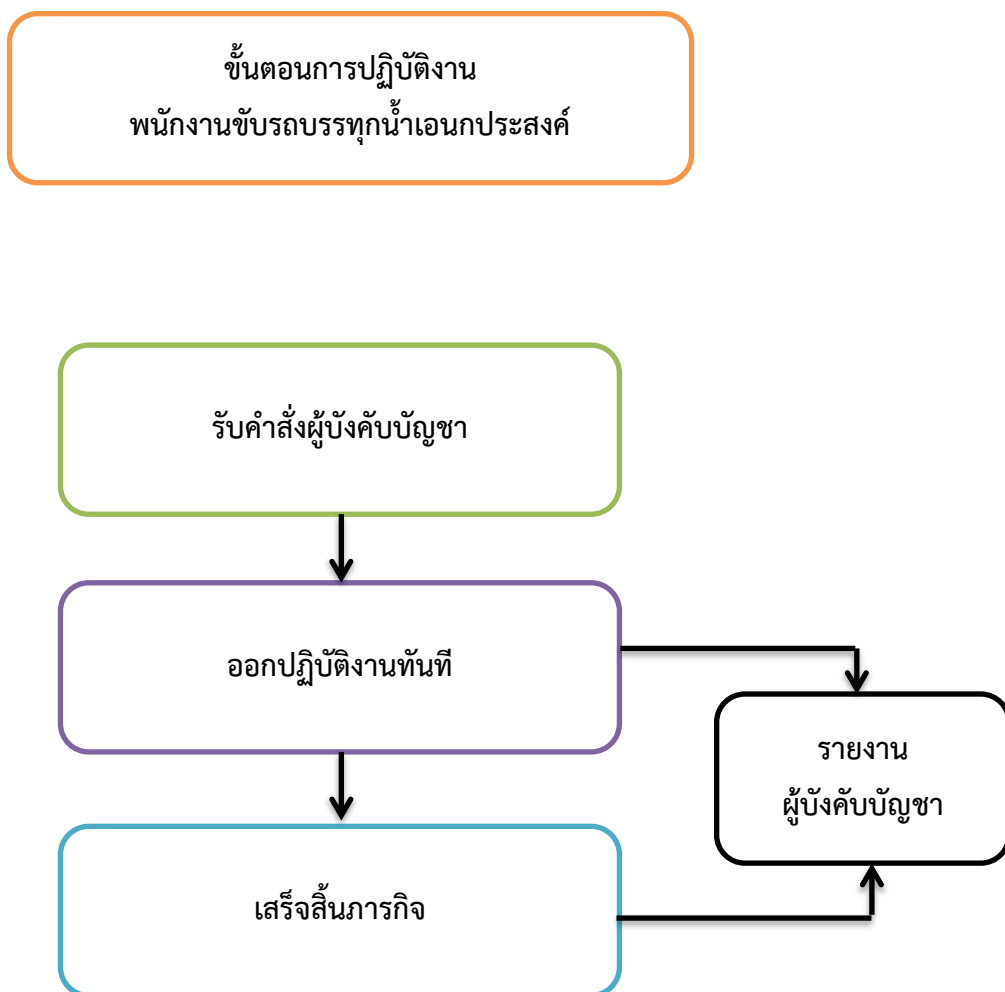 ขั้นตอนการปฏิบัติงาน
พนักงานขับรถบรรทุกน้ำเอนกประสงค์
รับคำสั่งผู้บังคับบัญชา
ออกปฏิบัติงานทันที
รายงาน
ผู้บังคับบัญชา
เสร็จสิ้นภารกิจ